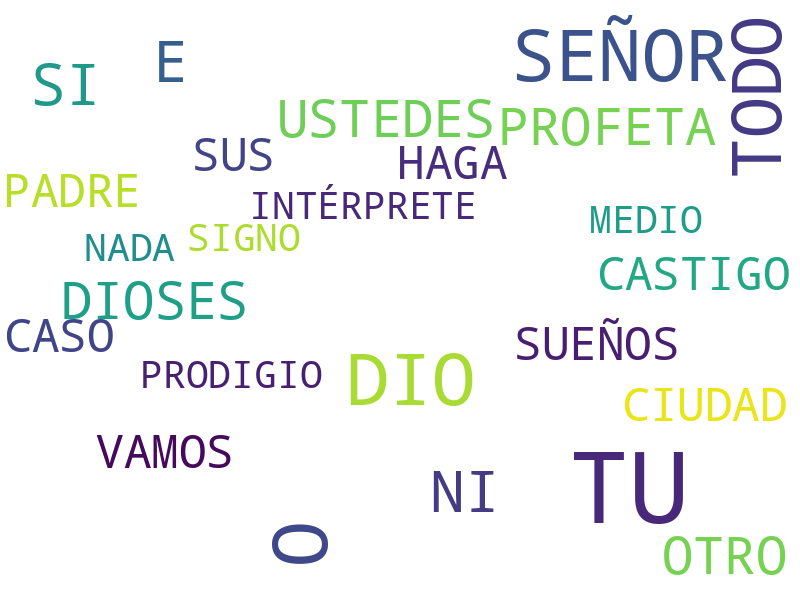 SEÑOR
TODO
E
SI
USTEDES
PROFETA
SUS
HAGA
PADRE
INTÉRPRETE
MEDIO
NADA
SIGNO
CASTIGO
DIOSES
CASO
SUEÑOS
PRODIGIO
DIO
CIUDAD
VAMOS
NI
TU
O
OTRO